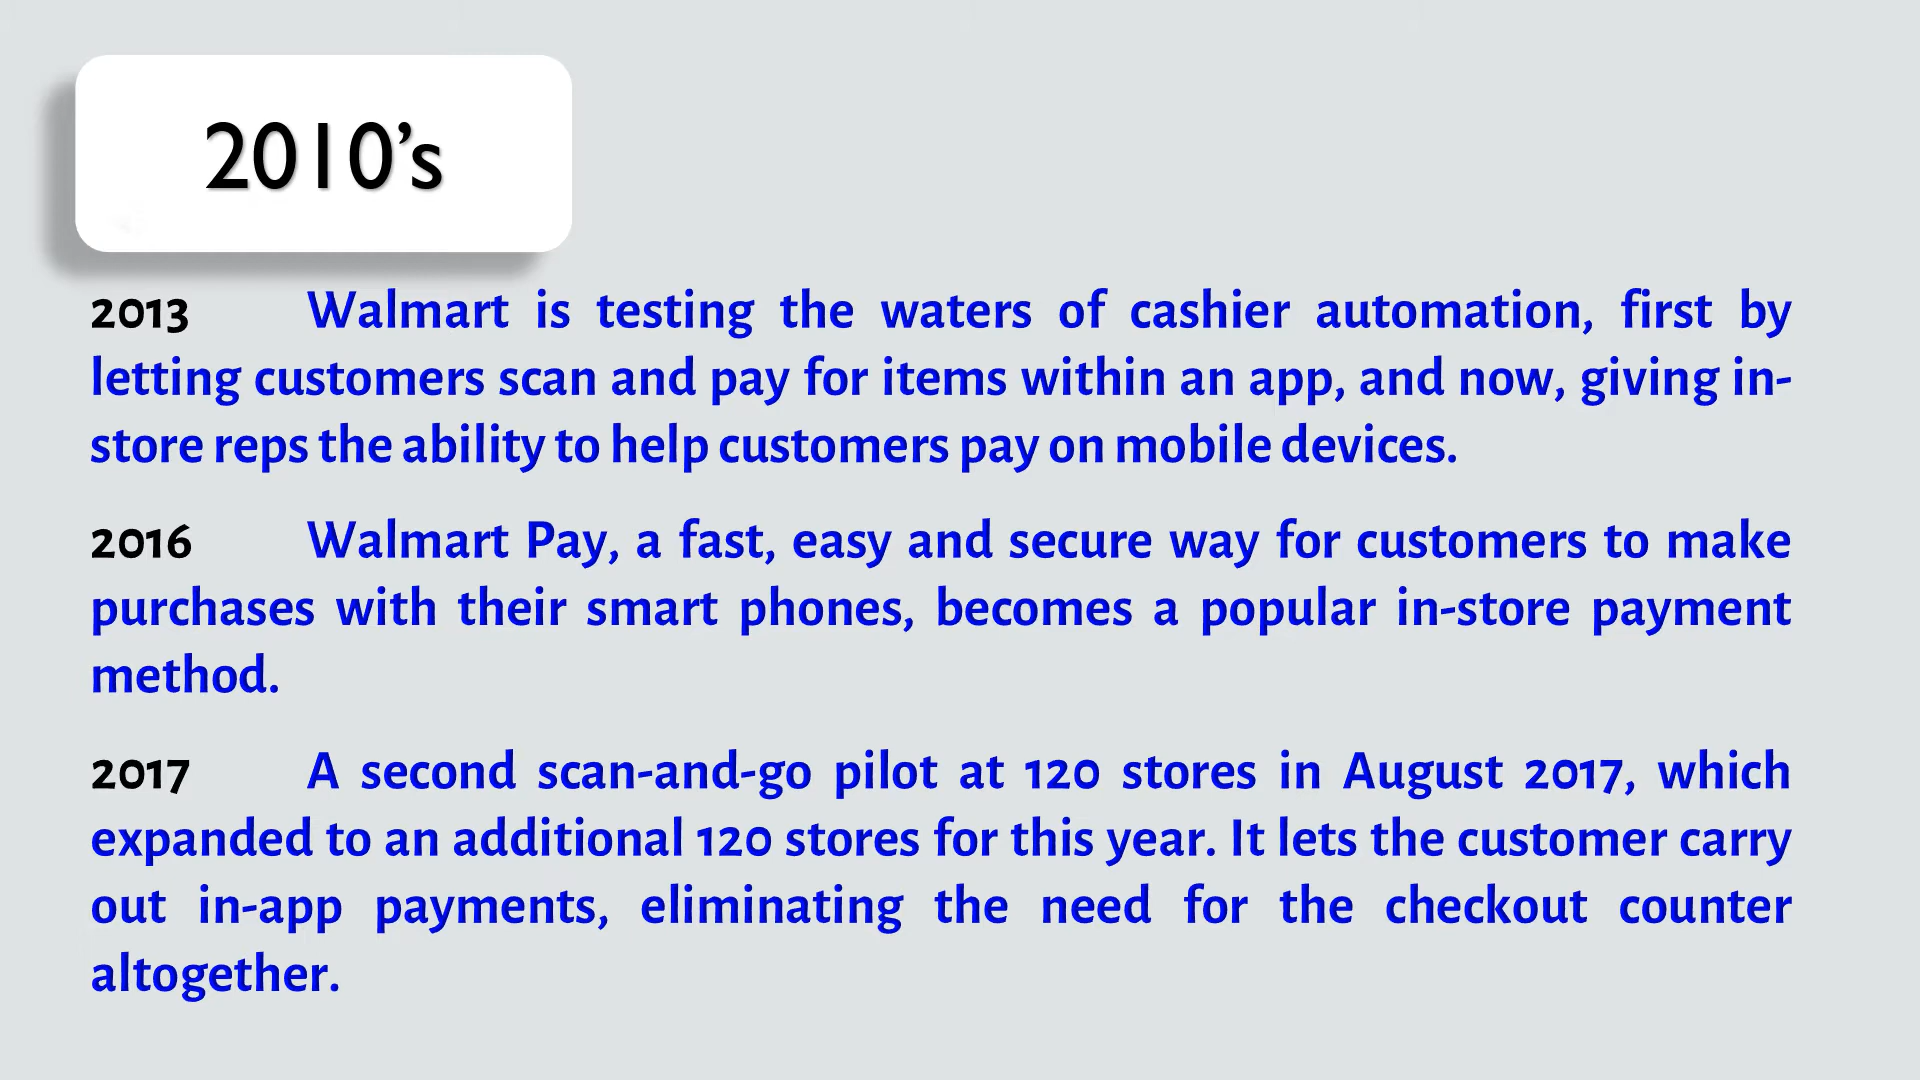 2010’s
2013 Walmart is testing the waters of cashier automation, first by
letting customers scan and pay for items within an app, and now, giving in-
store reps the ability to help customers pay on mobile devices.
2016 Walmart Pay, a fast, easy and secure way for customers to make
purchases with their smart phones, becomes a popular in-store payment
method.
2017 A second scan-and-go pilot at 120 stores in August 2017, which
expanded to an additional 120 stores for this year. It lets the customer carry
out in-app payments, eliminating the need for the checkout counter
altogether.